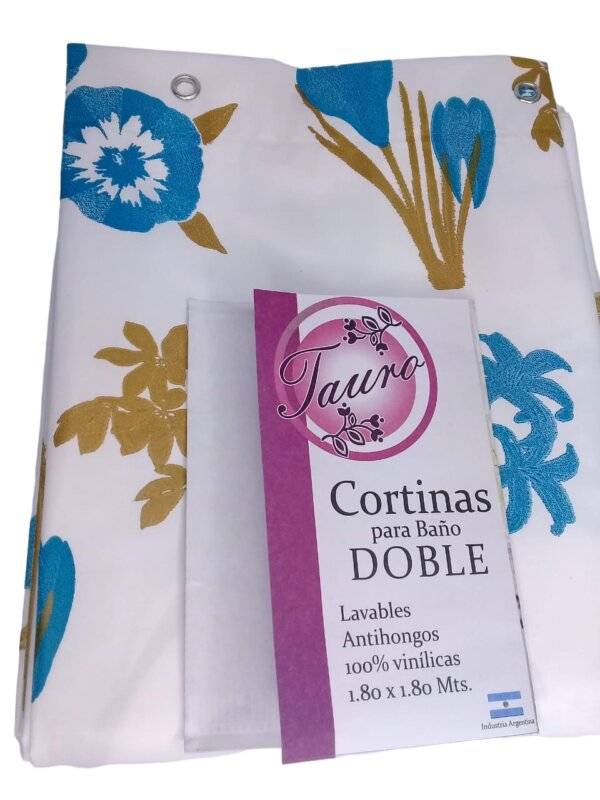 Tauro
Cortinas
para Baño
DOBLE
Lavables
Antihongos
100% vinílicas
1.80 x 1.80 Mts.
Industria Argentina